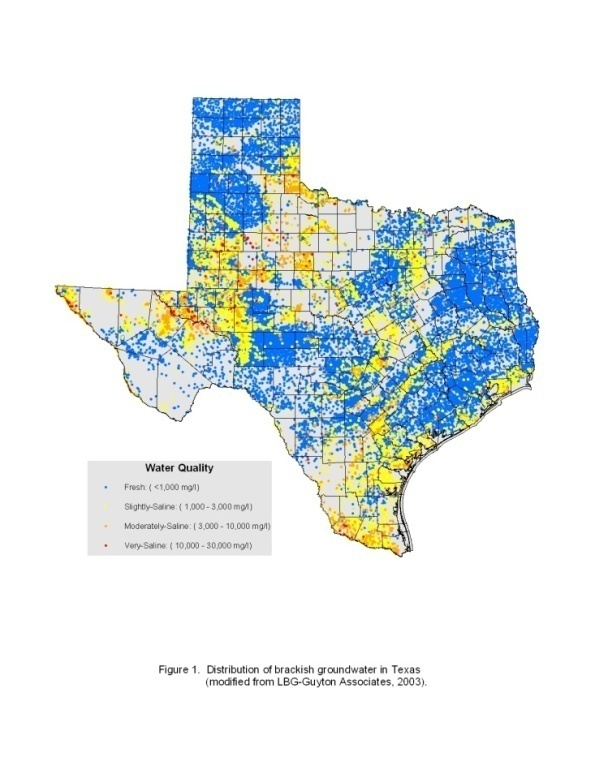 Water Quality
Fresh: ( <1,000 mg/l)
Slightly-Saline: ( 1,000 - 3,000 mg/l)
Moderately-Saline: ( 3,000 - 10,000 mg/l)
Very-Saline: ( 10,000 - 30,000 mg/l)
Figure 1. Distribution of brackish groundwater in Texas
(modified from LBG-Guyton Associates, 2003).